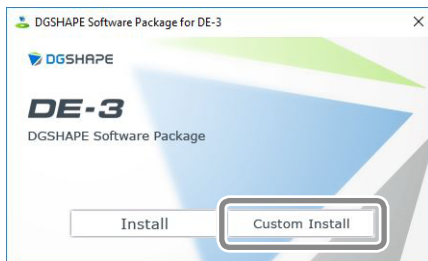 DGSHAPE Software Package for DE-3
DGSHAPE
DE-3
DGSHAPE Software Package
Install
Custom Install